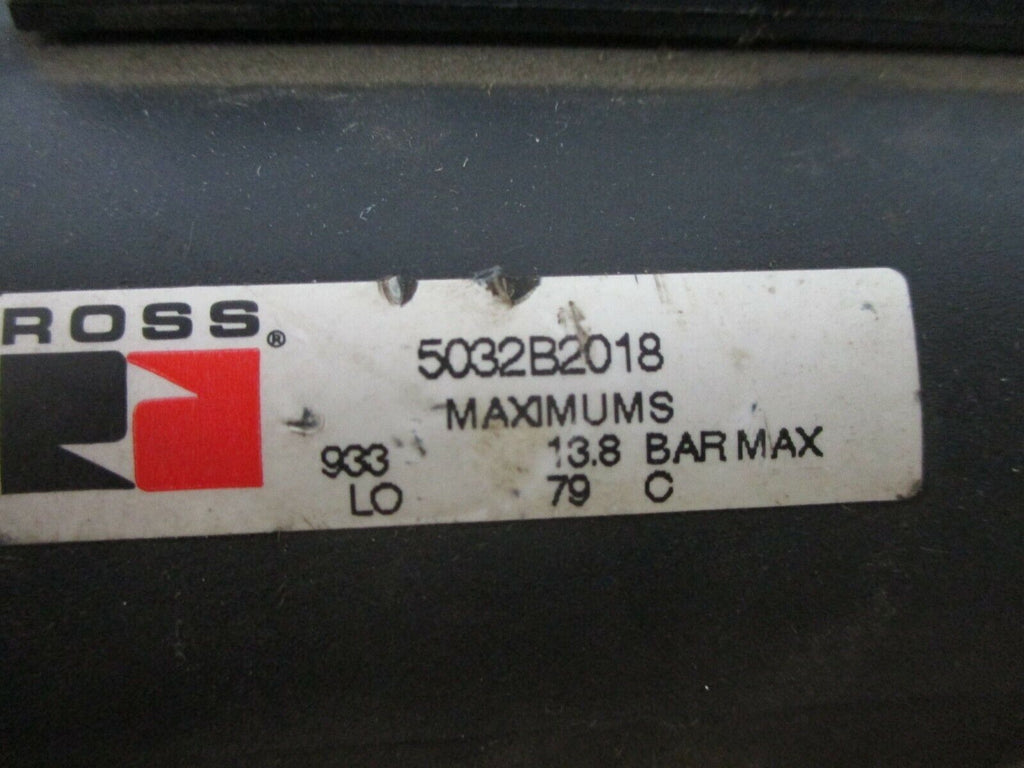 ROSS®
5032B2018
MAXIMUMS
933 13.8 BAR MAX
LO 79 C